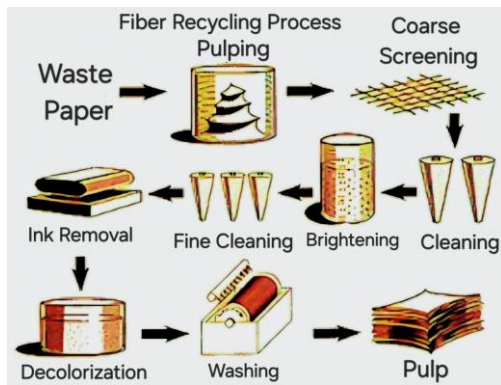 Fiber Recycling Process
Pulping
Coarse
Screening
Waste
Paper
Ink Removal
Fine Cleaning
Brightening
Cleaning
Decolorization
Washing
Pulp